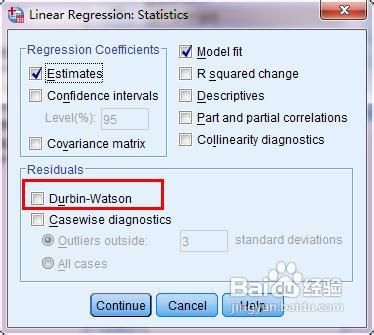 Linear Regression: Statistics
Regression Coefficients
Estimates
Confidence intervals
Level(%): 95
Covariance matrix
Model fit
R squared change
Descriptives
Part and partial correlations
Collinearity diagnostics
Residuals
Durbin-Watson
Casewise diagnostics
Outliers outside: 3 standard deviations
All cases
Continue Cancel Help
Baidu 经验
jingyan.baidu.com